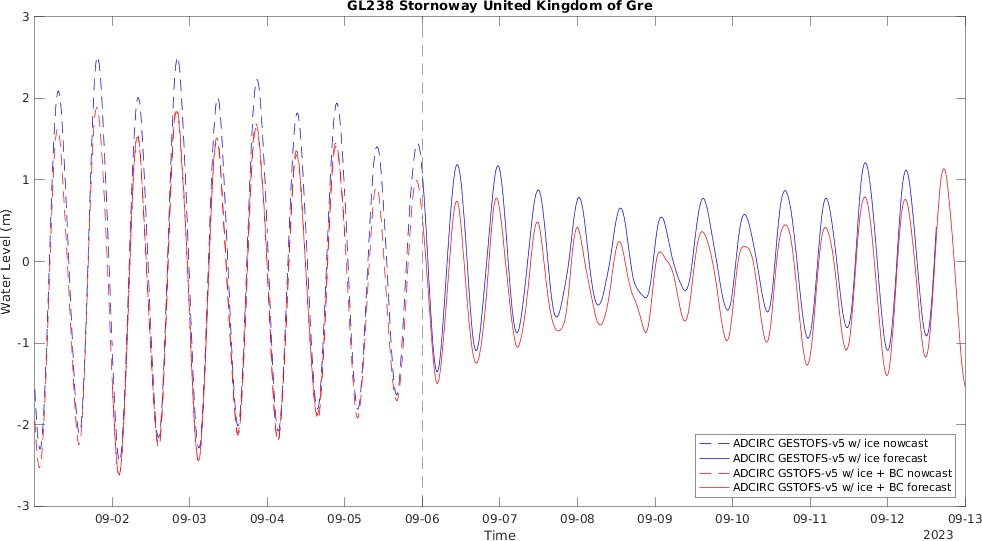 GL238 Stornoway United Kingdom of Gre
Water Level (m)
3
2
1
0
-1
-2
-3
ADCIRC GESTOFS-v5 w/ ice nowcast
ADCIRC GESTOFS-v5 w/ ice forecast
ADCIRC GSTOFS-v5 w/ ice + BC nowcast
ADCIRC GSTOFS-v5 w/ ice + BC forecast
09-02 09-03 09-04 09-05 09-06 09-07 09-08 09-09 09-10 09-11 09-12 09-13
Time
2023